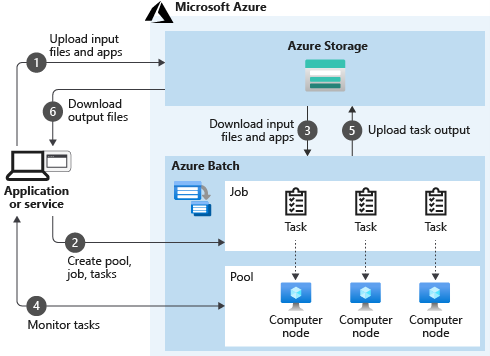 Microsoft Azure
Upload input
files and apps
1
Azure Storage
6
Download
output files
Download input
files and apps
3
5
Upload task output
Azure Batch
Application
or service
Job
Task
Task
Task
2
Create pool,
job, tasks
Pool
4
Monitor tasks
Computer
node
Computer
node
Computer
node